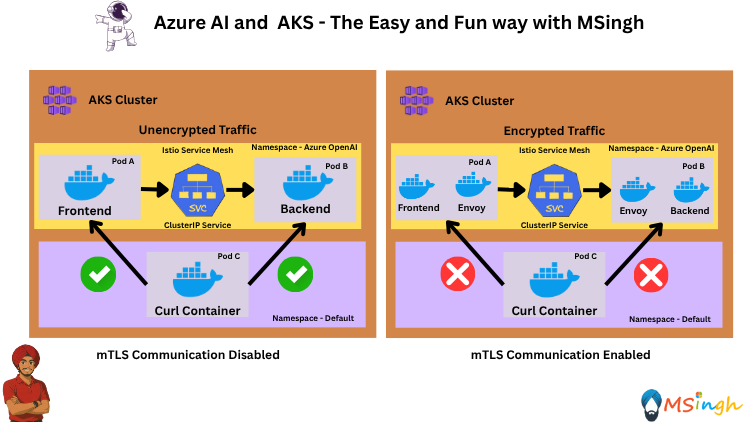 Azure AI and AKS - The Easy and Fun way with MSingh
AKS Cluster
Unencrypted Traffic
Istio Service Mesh
Namespace - Azure OpenAI
Pod A
Frontend
SVC
ClusterIP Service
Pod B
Backend
Pod C
Curl Container
Namespace - Default
mTLS Communication Disabled
AKS Cluster
Encrypted Traffic
Istio Service Mesh
Namespace - Azure OpenAI
Pod A
Frontend
Envoy
SVC
ClusterIP Service
Pod B
Envoy
Backend
Pod C
Curl Container
Namespace - Default
mTLS Communication Enabled
MSingh